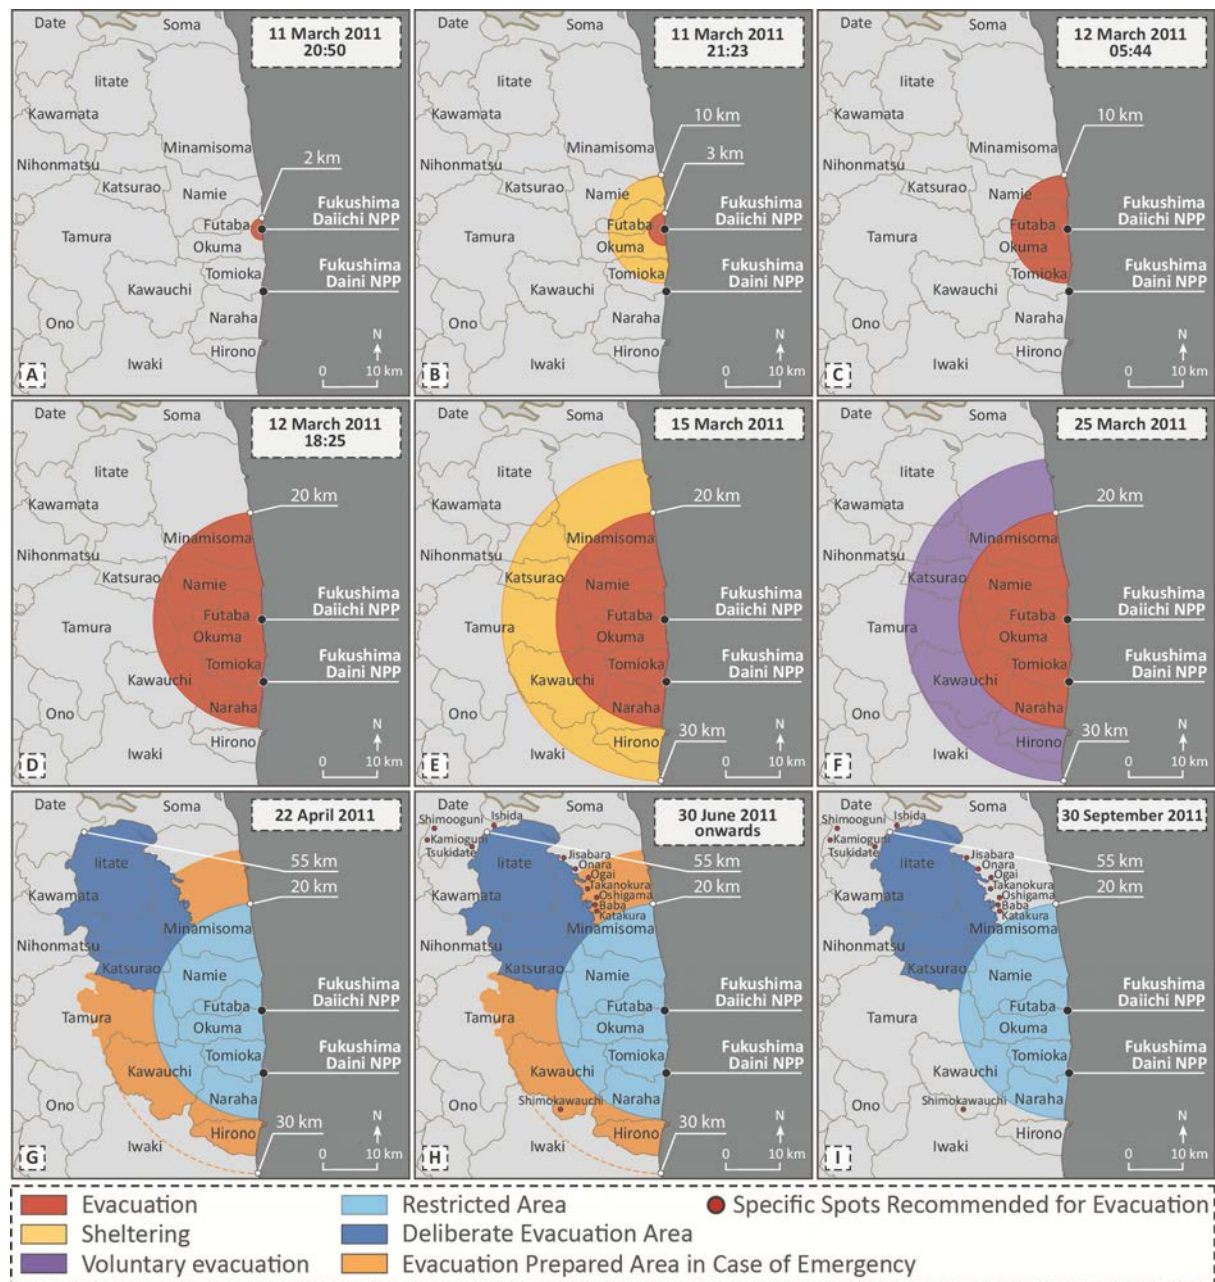 Date
Soma
11 March 2011
20:50
Iitate
Kawamata
Minamisoma
Nihonmatsu
2 km
Katsurao
Namie
Fukushima
Daiichi NPP
Futaba
Tamura
Okuma
Fukushima
Daini NPP
Tomioka
Kawauchi
Ono
Naraha
N
Hirono
Iwaki
A
0 10 km
Date
Soma
11 March 2011
21:23
Iitate
Kawamata
10 km
Minamisoma
3 km
Nihonmatsu
Katsurao
Namie
Fukushima
Daiichi NPP
Futaba
Tamura
Okuma
Fukushima
Daini NPP
Tomioka
Kawauchi
Ono
Naraha
N
Hirono
Iwaki
B
0 10 km
Date
Soma
12 March 2011
05:44
Iitate
Kawamata
10 km
Minamisoma
Nihonmatsu
Katsurao
Namie
Fukushima
Daiichi NPP
Futaba
Tamura
Okuma
Fukushima
Daini NPP
Tomioka
Kawauchi
Ono
Naraha
N
Hirono
Iwaki
C
0 10 km
Date
Soma
12 March 2011
18:25
Iitate
Kawamata
20 km
Minamisoma
Nihonmatsu
Katsurao
Namie
Fukushima
Daiichi NPP
Futaba
Tamura
Okuma
Fukushima
Daini NPP
Tomioka
Kawauchi
Naraha
Ono
N
Hirono
Iwaki
D
0 10 km
Date
Soma
15 March 2011
Iitate
Kawamata
20 km
Minamisoma
Nihonmatsu
Katsurao
Namie
Fukushima
Daiichi NPP
Futaba
Tamura
Okuma
Fukushima
Daini NPP
Tomioka
Kawauchi
Naraha
Ono
30 km
N
Hirono
Iwaki
E
0 10 km
Date
Soma
25 March 2011
Iitate
Kawamata
20 km
Minamisoma
Nihonmatsu
Katsurao
Namie
Fukushima
Daiichi NPP
Futaba
Tamura
Okuma
Fukushima
Daini NPP
Tomioka
Kawauchi
Naraha
Ono
30 km
N
Hirono
Iwaki
F
0 10 km
Date
Soma
22 April 2011
Iitate
55 km
20 km
Kawamata
Minamisoma
Nihonmatsu
Katsurao
Namie
Fukushima
Daiichi NPP
Futaba
Tamura
Okuma
Fukushima
Daini NPP
Tomioka
Kawauchi
Naraha
Ono
30 km
N
Hirono
Iwaki
G
0 10 km
Date
Soma
30 June 2011
onwards
Shimooguni
Ishida
Kamioguni
Tsukidate
Iitate
Jisabara
55 km
Onara
Ogai
Takanokura
20 km
Kawamata
Oshigama
Baba
Katakura
Minamisoma
Nihonmatsu
Katsurao
Namie
Fukushima
Daiichi NPP
Futaba
Tamura
Okuma
Fukushima
Daini NPP
Tomioka
Kawauchi
Naraha
Shimokawauchi
Ono
30 km
N
Hirono
Iwaki
H
0 10 km
Date
Soma
30 September 2011
Shimooguni
Ishida
Kamioguni
Tsukidate
Iitate
Jisabara
55 km
Onara
Ogai
Takanokura
20 km
Kawamata
Oshigama
Baba
Katakura
Minamisoma
Nihonmatsu
Katsurao
Namie
Fukushima
Daiichi NPP
Futaba
Tamura
Okuma
Fukushima
Daini NPP
Tomioka
Kawauchi
Naraha
Shimokawauchi
Ono
N
Hirono
Iwaki
I
0 10 km
Evacuation
Sheltering
Voluntary evacuation
Restricted Area
Deliberate Evacuation Area
Evacuation Prepared Area in Case of Emergency
Specific Spots Recommended for Evacuation